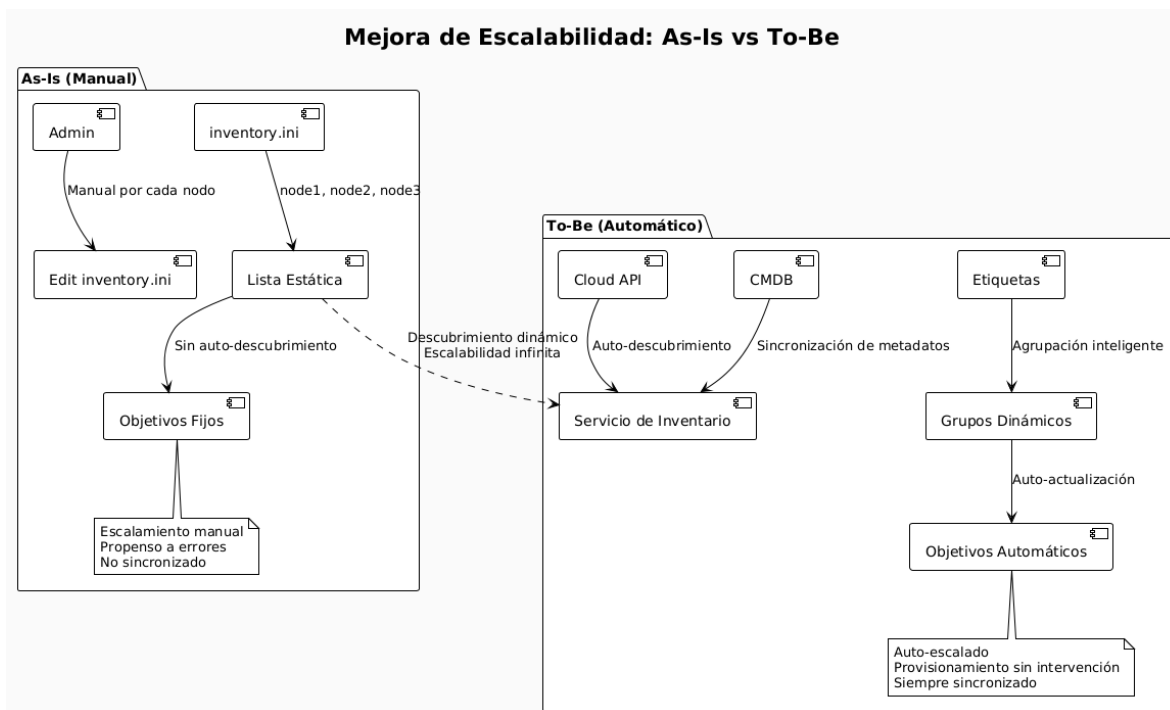 Mejora de Escalabilidad: As-Is vs To-Be
As-Is (Manual)
Admin
inventory.ini
Manual por cada nodo
node1, node2, node3
Edit inventory.ini
Lista Estática
Sin auto-descubrimiento
Objetivos Fijos
Escalamiento manual
Propenso a errores
No sincronizado
Descubrimiento dinámico
Escalabilidad infinita
To-Be (Automático)
Cloud API
CMDB
Etiquetas
Auto-descubrimiento
Sincronización de metadatos
Agrupación inteligente
Servicio de Inventario
Grupos Dinámicos
Auto-actualización
Objetivos Automáticos
Auto-escalado
Provisionamiento sin intervención
Siempre sincronizado